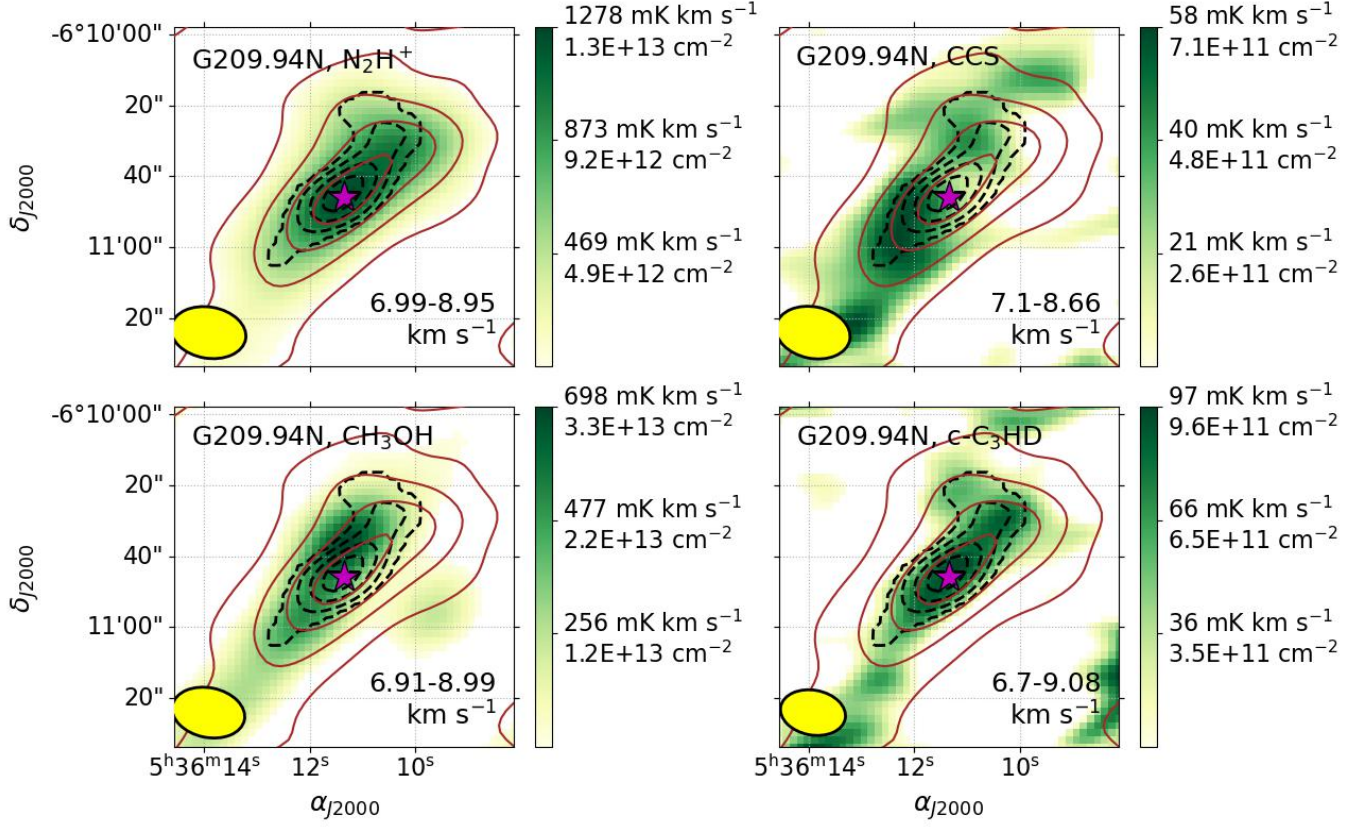 G209.94N, N₂H⁺
-6°10'00"
20"
40"
11'00"
20"
δJ2000
6.99-8.95
km s⁻¹
1278 mK km s⁻¹
1.3E+13 cm⁻²
873 mK km s⁻¹
9.2E+12 cm⁻²
469 mK km s⁻¹
4.9E+12 cm⁻²
G209.94N, CCS
7.1-8.66
km s⁻¹
58 mK km s⁻¹
7.1E+11 cm⁻²
40 mK km s⁻¹
4.8E+11 cm⁻²
21 mK km s⁻¹
2.6E+11 cm⁻²
G209.94N, CH₃OH
-6°10'00"
20"
40"
11'00"
20"
δJ2000
6.91-8.99
km s⁻¹
5ʰ36ᵐ14ˢ 12ˢ 10ˢ
αJ2000
698 mK km s⁻¹
3.3E+13 cm⁻²
477 mK km s⁻¹
2.2E+13 cm⁻²
256 mK km s⁻¹
1.2E+13 cm⁻²
G209.94N, c-C₃HD
6.7-9.08
km s⁻¹
5ʰ36ᵐ14ˢ 12ˢ 10ˢ
αJ2000
97 mK km s⁻¹
9.6E+11 cm⁻²
66 mK km s⁻¹
6.5E+11 cm⁻²
36 mK km s⁻¹
3.5E+11 cm⁻²